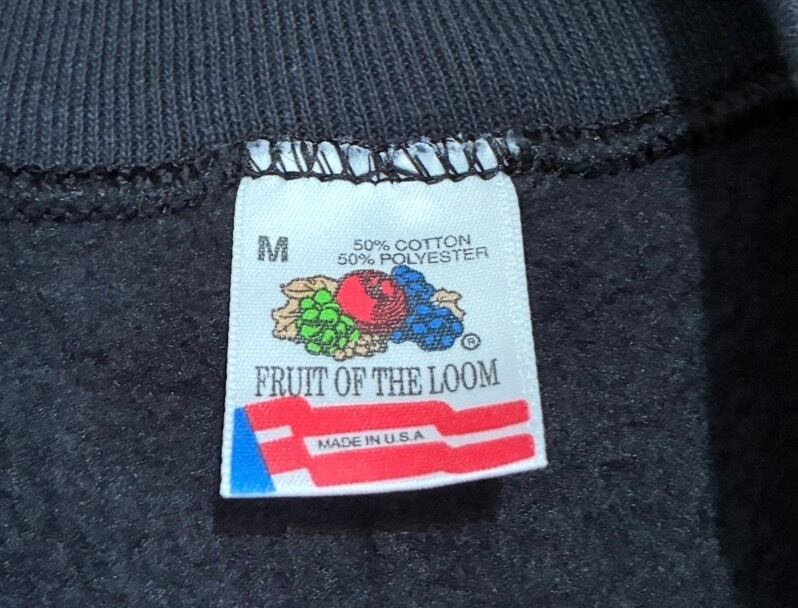 M
50% COTTON
50% POLYESTER
®
FRUIT OF THE LOOM
MADE IN U.S.A.